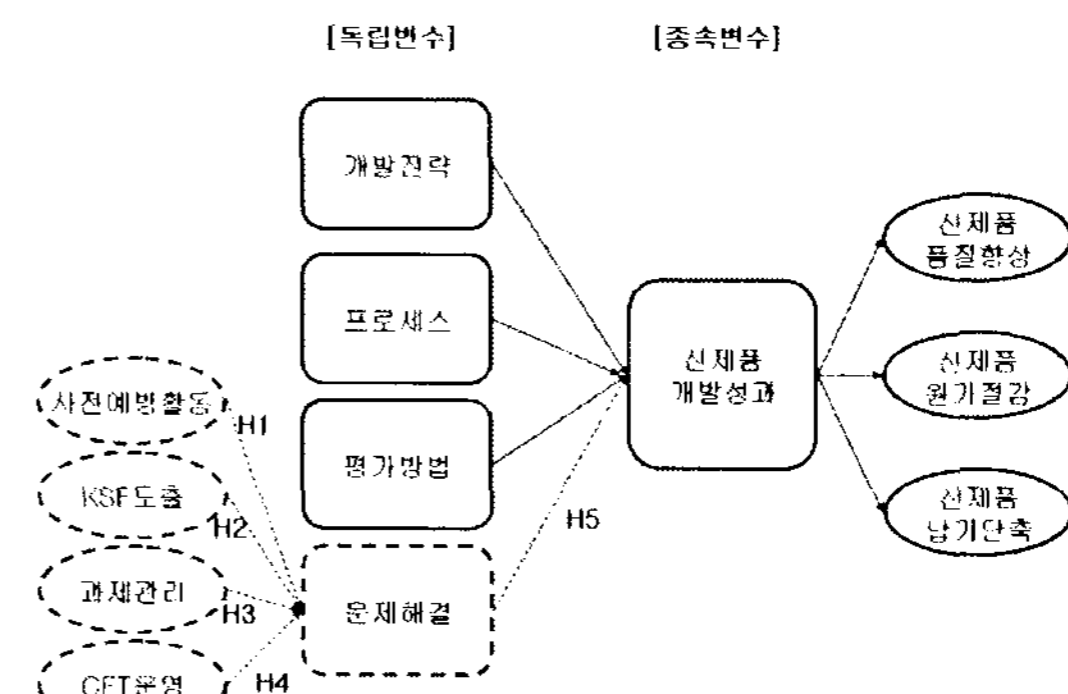 [독립변수]
[종속변수]
개발전략
프로세스
평가방법
문제해결
사전예방활동
KSF도출
과제관리
CFT운영
H1
H2
H3
H4
H5
신제품
개발성과
신제품
품질향상
신제품
원가절감
신제품
납기단축